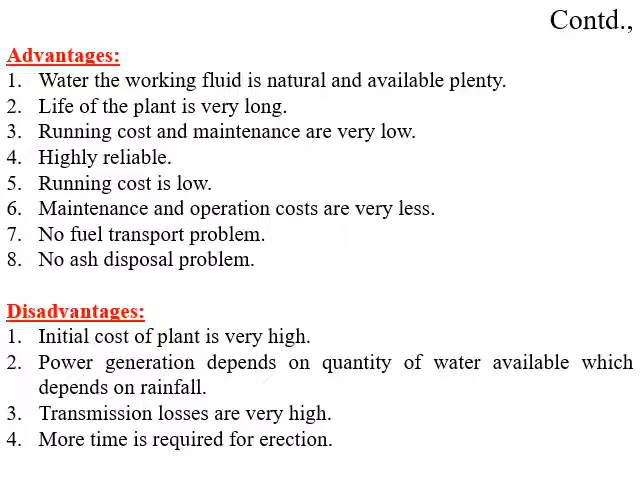 Contd.,
Advantages:
1. Water the working fluid is natural and available plenty.
2. Life of the plant is very long.
3. Running cost and maintenance are very low.
4. Highly reliable.
5. Running cost is low.
6. Maintenance and operation costs are very less.
7. No fuel transport problem.
8. No ash disposal problem.
Disadvantages:
1. Initial cost of plant is very high.
2. Power generation depends on quantity of water available which
depends on rainfall.
3. Transmission losses are very high.
4. More time is required for erection.